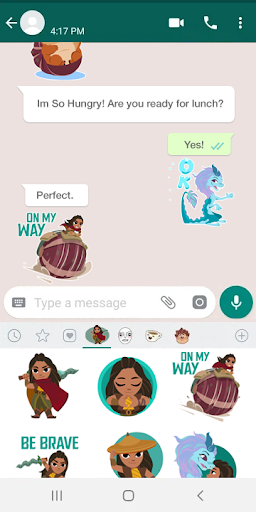 4:17 PM
Im So Hungry! Are you ready for lunch?
Yes!
OK
Perfect.
ON MY
WAY
Type a message
ON MY
WAY
BE BRAVE